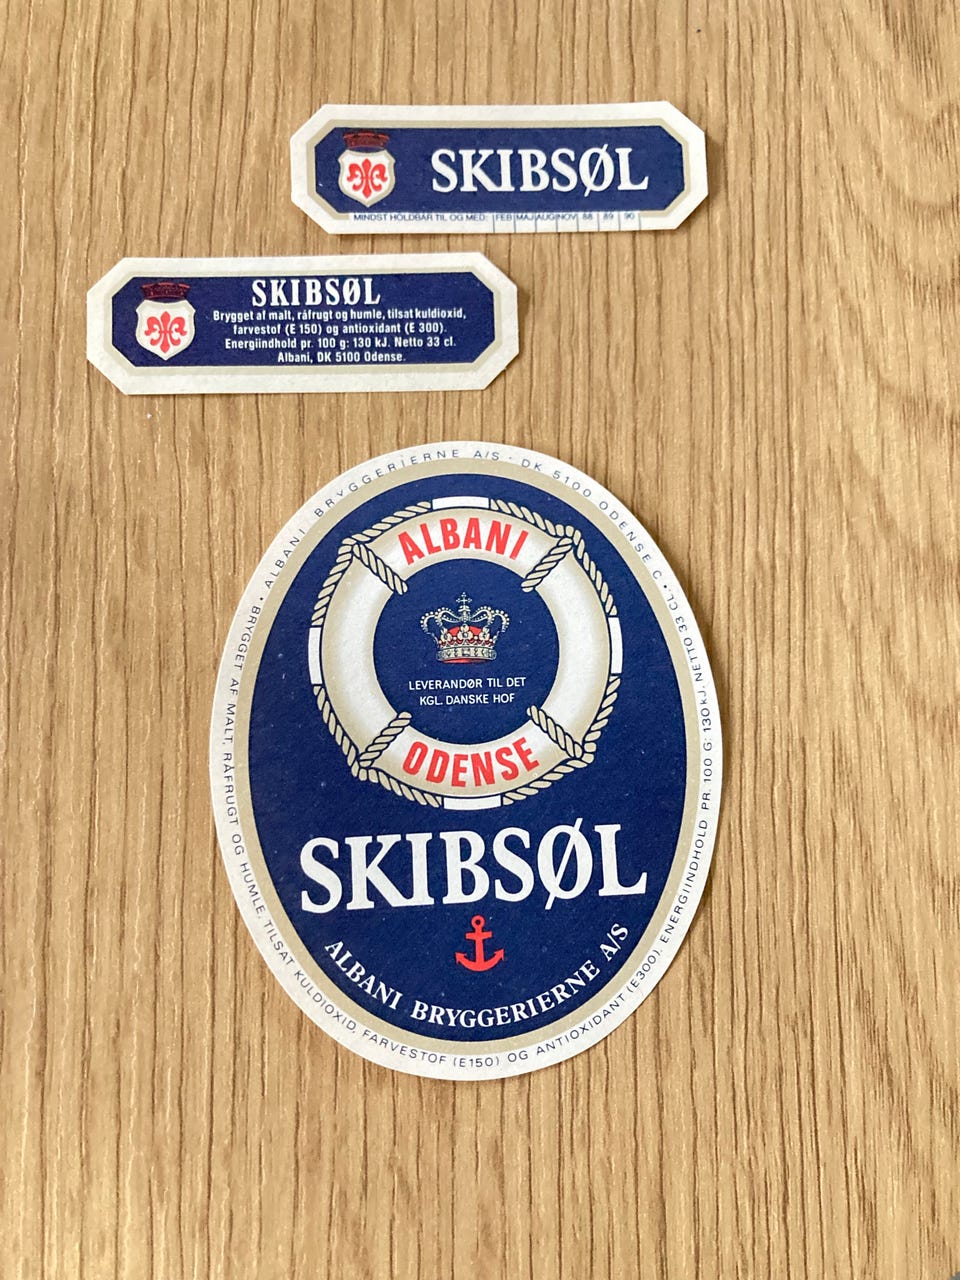 SKIBSØL
MINDST HOLDBAR TIL OG MED: FEB MAJ AUG NOV 88 89 90
SKIBSØL
Brygget af malt, råfrugt og humle, tilsat kuldioxid,
farvestof (E 150) og antioxidant (E 300).
Energiindhold pr. 100 g: 130 kJ. Netto 33 cl.
Albani, DK 5100 Odense.
ALBANI BRYGGERIERNE A/S · DK 5100 ODENSE C. •
BRYGGET AF MALT, RÅFRUGT OG HUMLE, TILSAT KULDIOXID, FARVESTOF (E150) OG ANTIOXIDANT (E300). ENERGIINDHOLD PR. 100 G: 130 kJ. NETTO 33 CL. •
ALBANI
LEVERANDØR TIL DET
KGL. DANSKE HOF
ODENSE
SKIBSØL
ALBANI BRYGGERIERNE A/S